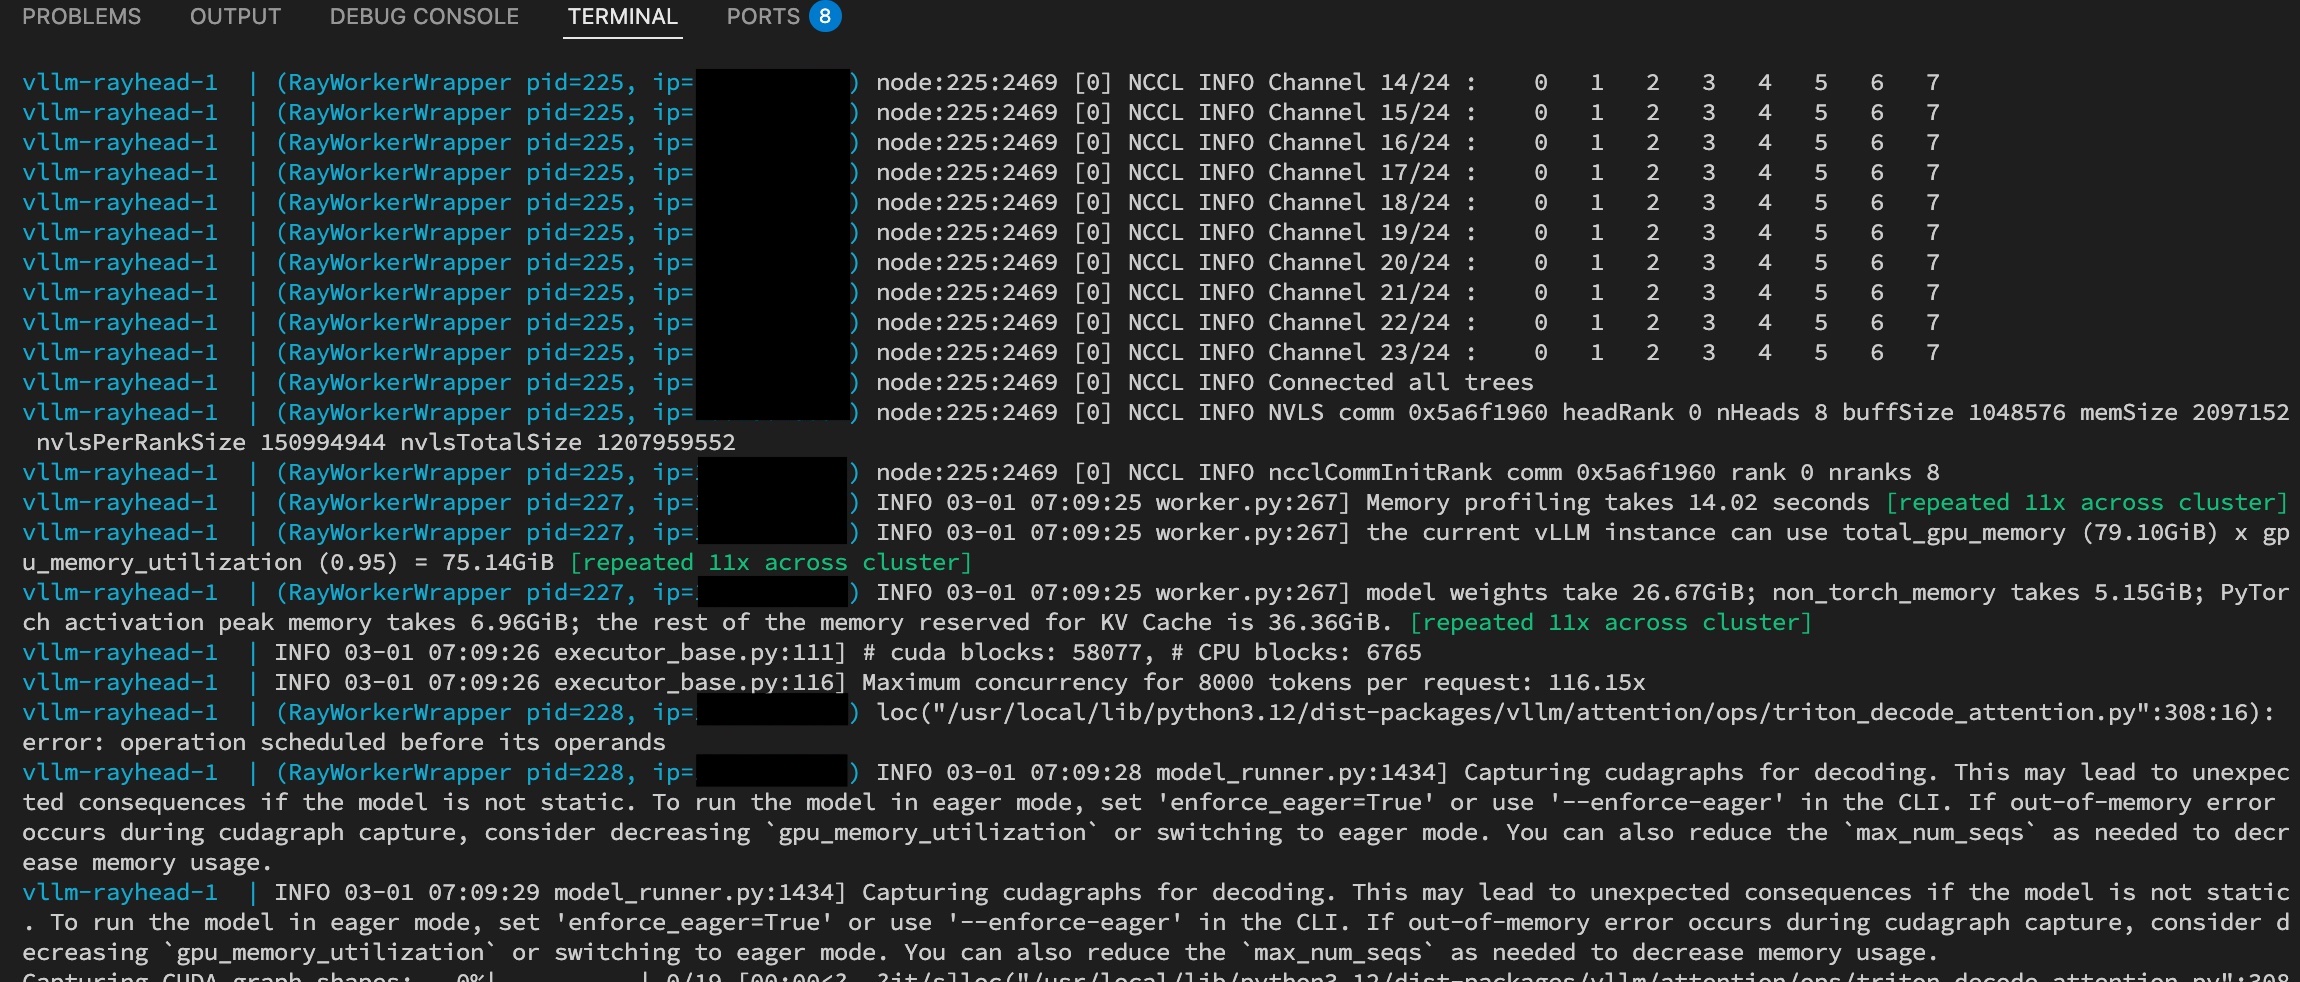 PROBLEMS OUTPUT DEBUG CONSOLE TERMINAL PORTS 8
vllm-rayhead-1 | (RayWorkerWrapper pid=225, ip= ) node:225:2469 [0] NCCL INFO Channel 14/24 : 0 1 2 3 4 5 6 7
vllm-rayhead-1 | (RayWorkerWrapper pid=225, ip= ) node:225:2469 [0] NCCL INFO Channel 15/24 : 0 1 2 3 4 5 6 7
vllm-rayhead-1 | (RayWorkerWrapper pid=225, ip= ) node:225:2469 [0] NCCL INFO Channel 16/24 : 0 1 2 3 4 5 6 7
vllm-rayhead-1 | (RayWorkerWrapper pid=225, ip= ) node:225:2469 [0] NCCL INFO Channel 17/24 : 0 1 2 3 4 5 6 7
vllm-rayhead-1 | (RayWorkerWrapper pid=225, ip= ) node:225:2469 [0] NCCL INFO Channel 18/24 : 0 1 2 3 4 5 6 7
vllm-rayhead-1 | (RayWorkerWrapper pid=225, ip= ) node:225:2469 [0] NCCL INFO Channel 19/24 : 0 1 2 3 4 5 6 7
vllm-rayhead-1 | (RayWorkerWrapper pid=225, ip= ) node:225:2469 [0] NCCL INFO Channel 20/24 : 0 1 2 3 4 5 6 7
vllm-rayhead-1 | (RayWorkerWrapper pid=225, ip= ) node:225:2469 [0] NCCL INFO Channel 21/24 : 0 1 2 3 4 5 6 7
vllm-rayhead-1 | (RayWorkerWrapper pid=225, ip= ) node:225:2469 [0] NCCL INFO Channel 22/24 : 0 1 2 3 4 5 6 7
vllm-rayhead-1 | (RayWorkerWrapper pid=225, ip= ) node:225:2469 [0] NCCL INFO Channel 23/24 : 0 1 2 3 4 5 6 7
vllm-rayhead-1 | (RayWorkerWrapper pid=225, ip= ) node:225:2469 [0] NCCL INFO Connected all trees
vllm-rayhead-1 | (RayWorkerWrapper pid=225, ip= ) node:225:2469 [0] NCCL INFO NVLS comm 0x5a6f1960 headRank 0 nHeads 8 buffSize 1048576 memSize 2097152
nvlsPerRankSize 150994944 nvlsTotalSize 1207959552
vllm-rayhead-1 | (RayWorkerWrapper pid=225, ip= ) node:225:2469 [0] NCCL INFO ncclCommInitRank comm 0x5a6f1960 rank 0 nranks 8
vllm-rayhead-1 | (RayWorkerWrapper pid=227, ip= ) INFO 03-01 07:09:25 worker.py:267] Memory profiling takes 14.02 seconds [repeated 11x across cluster]
vllm-rayhead-1 | (RayWorkerWrapper pid=227, ip= ) INFO 03-01 07:09:25 worker.py:267] the current vLLM instance can use total_gpu_memory (79.10GiB) x gp
u_memory_utilization (0.95) = 75.14GiB [repeated 11x across cluster]
vllm-rayhead-1 | (RayWorkerWrapper pid=227, ip= ) INFO 03-01 07:09:25 worker.py:267] model weights take 26.67GiB; non_torch_memory takes 5.15GiB; PyTor
ch activation peak memory takes 6.96GiB; the rest of the memory reserved for KV Cache is 36.36GiB. [repeated 11x across cluster]
vllm-rayhead-1 | INFO 03-01 07:09:26 executor_base.py:111] # cuda blocks: 58077, # CPU blocks: 6765
vllm-rayhead-1 | INFO 03-01 07:09:26 executor_base.py:116] Maximum concurrency for 8000 tokens per request: 116.15x
vllm-rayhead-1 | (RayWorkerWrapper pid=228, ip= ) loc("/usr/local/lib/python3.12/dist-packages/vllm/attention/ops/triton_decode_attention.py":308:16):
error: operation scheduled before its operands
vllm-rayhead-1 | (RayWorkerWrapper pid=228, ip= ) INFO 03-01 07:09:28 model_runner.py:1434] Capturing cudagraphs for decoding. This may lead to unexpec
ted consequences if the model is not static. To run the model in eager mode, set 'enforce_eager=True' or use '--enforce-eager' in the CLI. If out-of-memory error
occurs during cudagraph capture, consider decreasing `gpu_memory_utilization` or switching to eager mode. You can also reduce the `max_num_seqs` as needed to decr
ease memory usage.
vllm-rayhead-1 | INFO 03-01 07:09:29 model_runner.py:1434] Capturing cudagraphs for decoding. This may lead to unexpected consequences if the model is not static
. To run the model in eager mode, set 'enforce_eager=True' or use '--enforce-eager' in the CLI. If out-of-memory error occurs during cudagraph capture, consider d
ecreasing `gpu_memory_utilization` or switching to eager mode. You can also reduce the `max_num_seqs` as needed to decrease memory usage.
Capturing CUDA graph shapes: 0%| | 0/19 [00:00<?, ?it/s]loc("/usr/local/lib/python3.12/dist-packages/vllm/attention/ops/triton_decode_attention.py":308